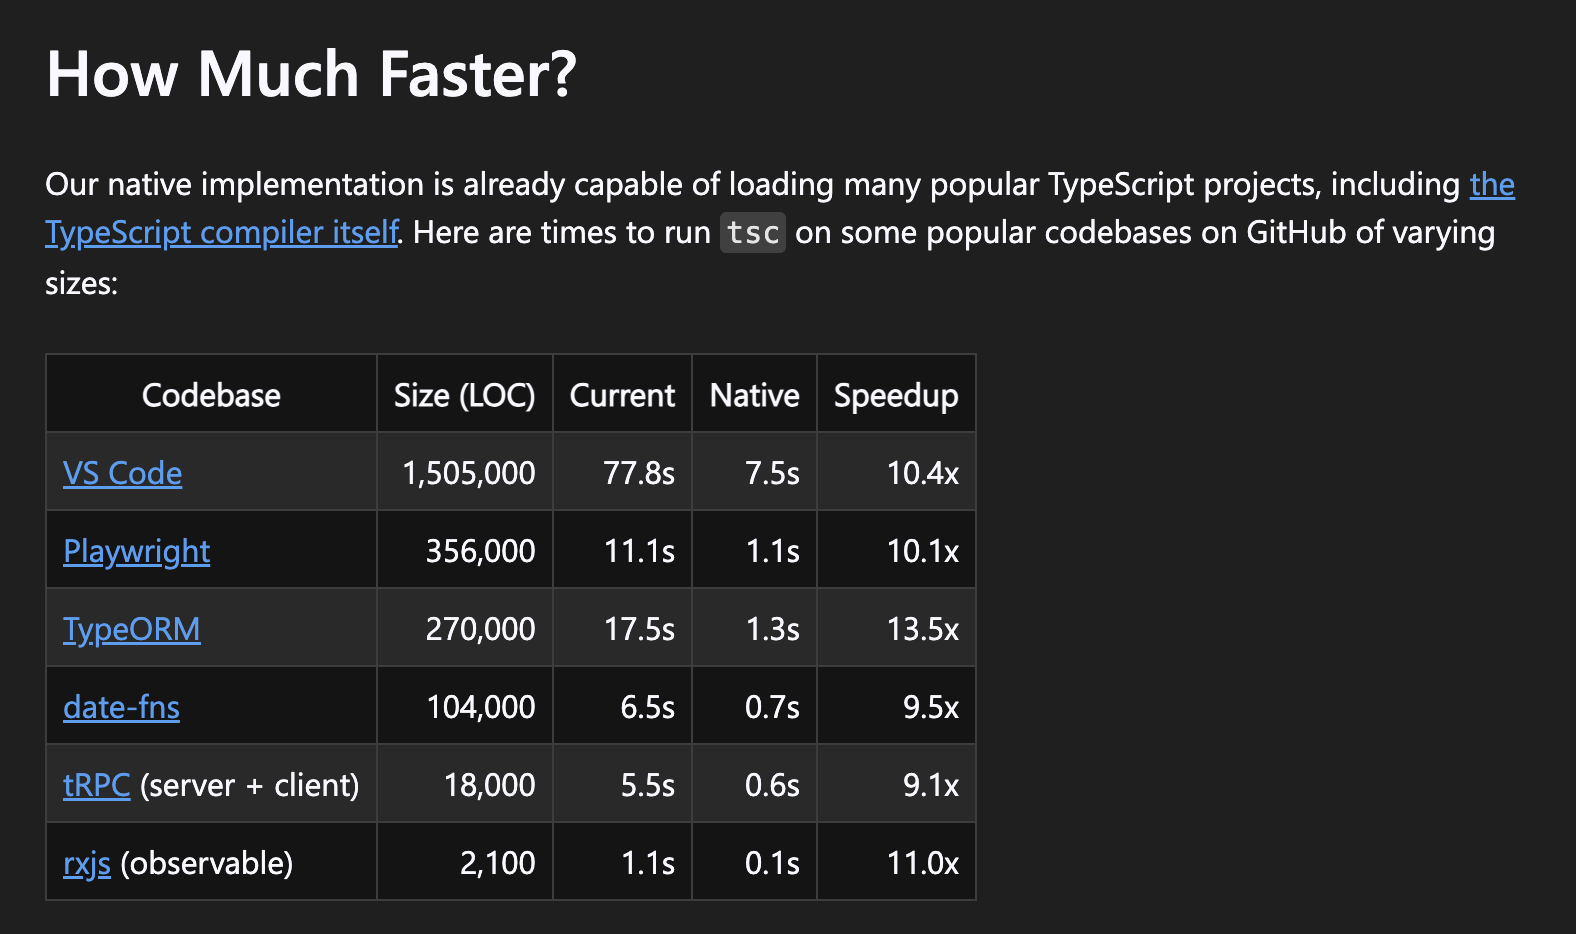 How Much Faster?
Our native implementation is already capable of loading many popular TypeScript projects, including the
TypeScript compiler itself. Here are times to run tsc on some popular codebases on GitHub of varying
sizes:
Codebase Size (LOC) Current Native Speedup
VS Code 1,505,000 77.8s 7.5s 10.4x
Playwright 356,000 11.1s 1.1s 10.1x
TypeORM 270,000 17.5s 1.3s 13.5x
date-fns 104,000 6.5s 0.7s 9.5x
tRPC (server + client) 18,000 5.5s 0.6s 9.1x
rxjs (observable) 2,100 1.1s 0.1s 11.0x